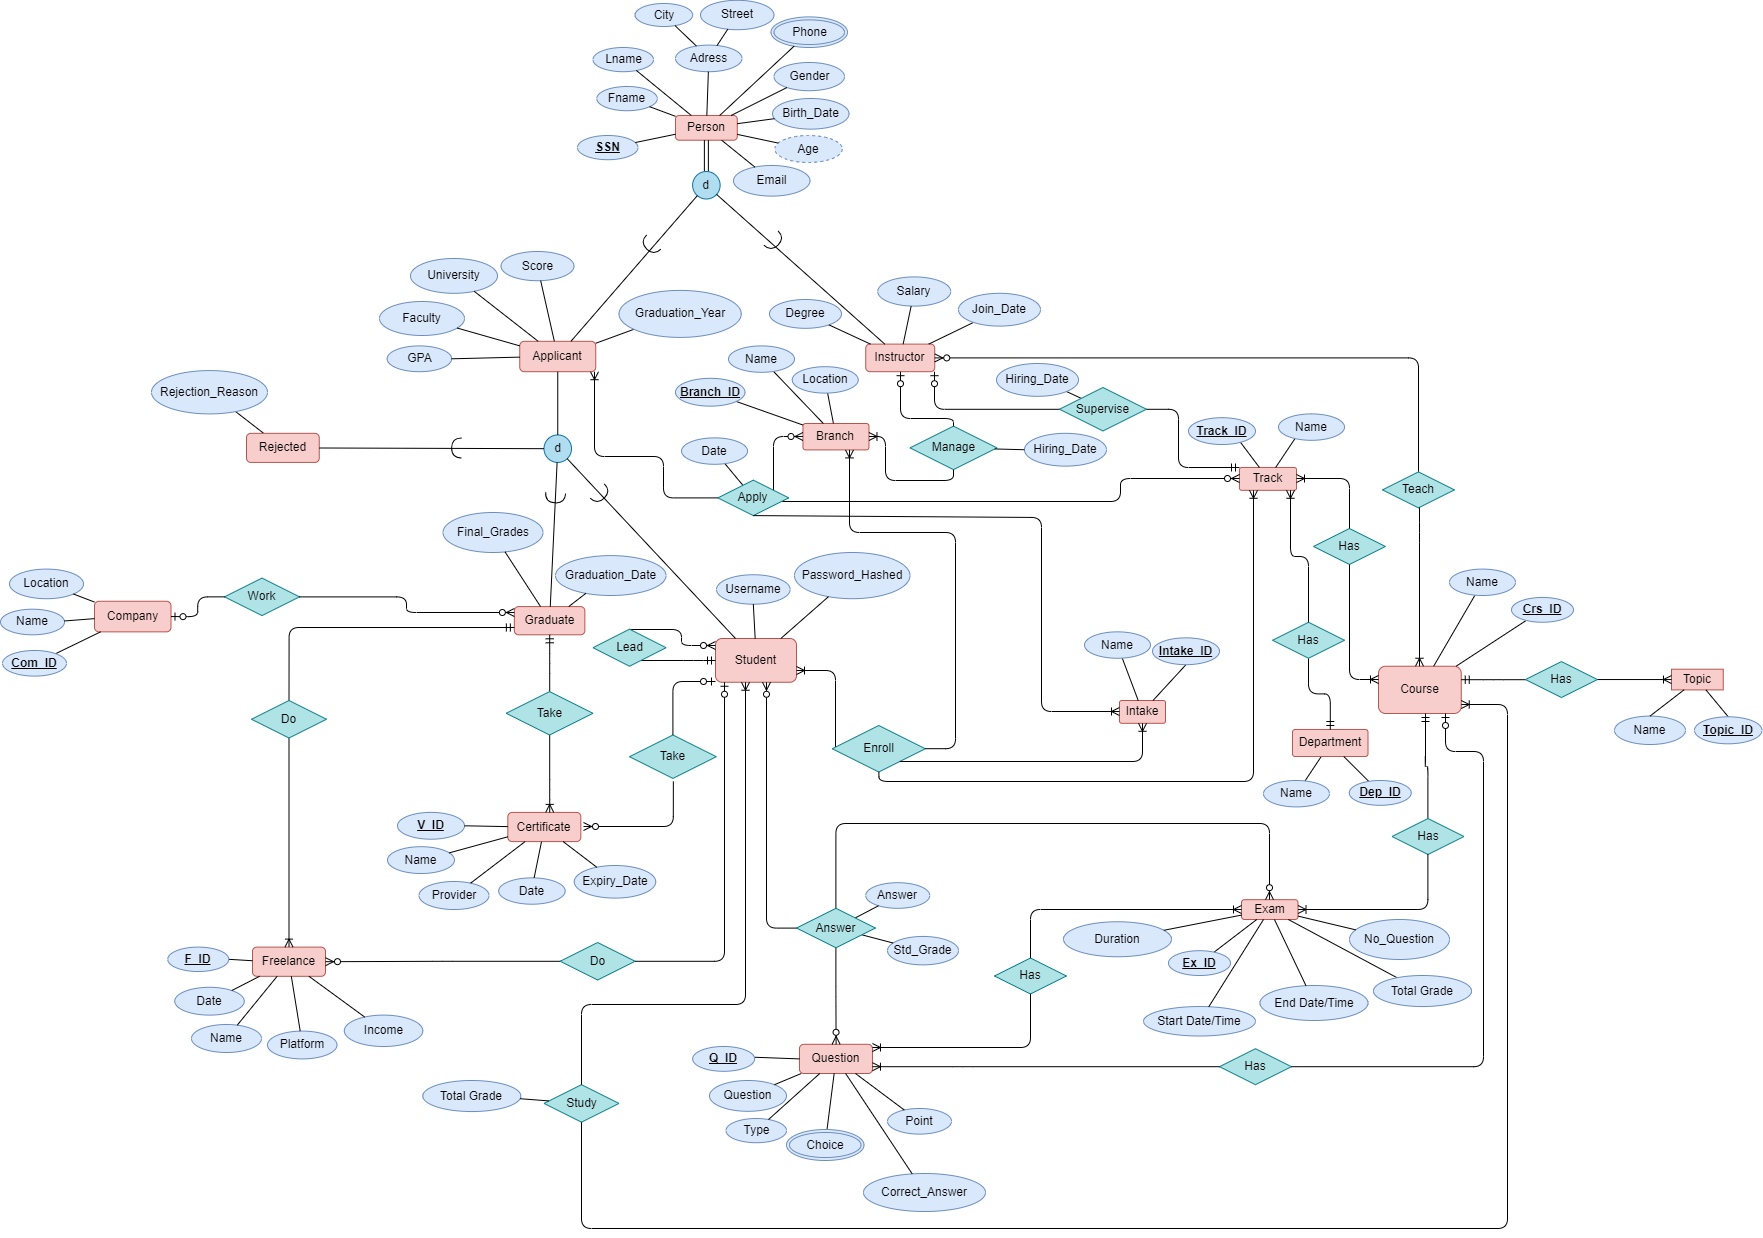 City
Street
Phone
Lname
Adress
Gender
Fname
Birth_Date
Person
SSN
Age
Email
d
University
Score
Faculty
Graduation_Year
GPA
Applicant
Degree
Salary
Join_Date
Instructor
Name
Location
Branch_ID
Branch
Hiring_Date
Supervise
Manage
Hiring_Date
Track_ID
Name
Track
Teach
Rejection_Reason
Rejected
d
Date
Apply
Has
Final_Grades
Graduation_Date
Username
Password_Hashed
Location
Name
Com_ID
Company
Work
Graduate
Lead
Student
Name
Intake_ID
Intake
Has
Name
Crs_ID
Course
Has
Topic
Name
Topic_ID
Department
Name
Dep_ID
Do
Take
Take
Enroll
V_ID
Certificate
Name
Provider
Date
Expiry_Date
Has
Answer
Answer
Std_Grade
Exam
Duration
Ex_ID
No_Question
Start Date/Time
End Date/Time
Total Grade
F_ID
Freelance
Date
Name
Platform
Income
Do
Has
Q_ID
Question
Has
Question
Type
Choice
Point
Correct_Answer
Total Grade
Study